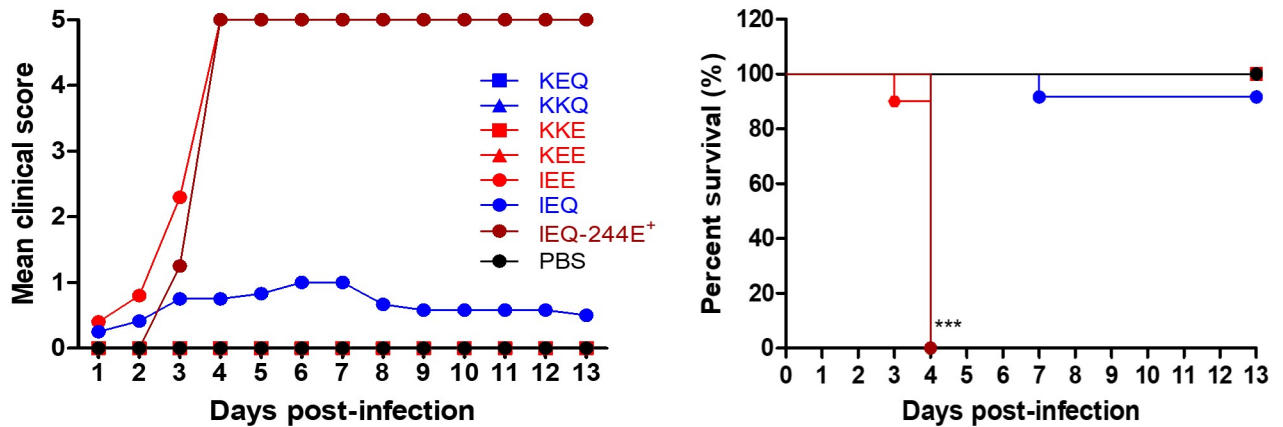 Mean clinical score
5
4
3
2
1
0
1 2 3 4 5 6 7 8 9 10 11 12 13
Days post-infection
KEQ
KKQ
KKE
KEE
IEE
IEQ
IEQ-244E⁺
PBS
Percent survival (%)
120
100
80
60
40
20
0
***
0 1 2 3 4 5 6 7 8 9 10 11 12 13
Days post-infection